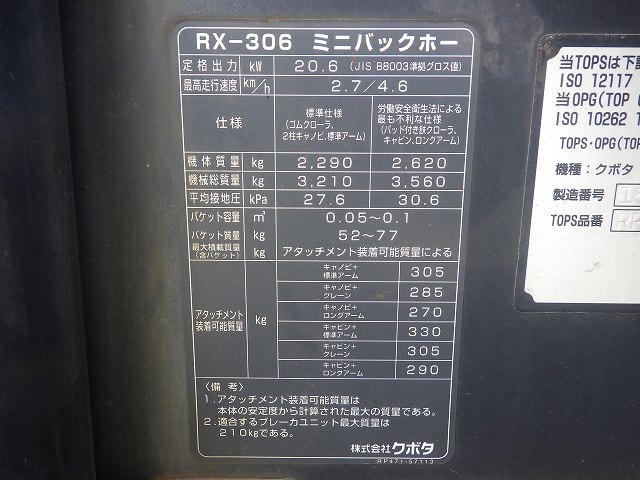 RX-306 ミニバックホー
定格出力 kW 20.6 (JIS B8003準拠グロス値)
最高走行速度 km/h 2.7/4.6
仕様
標準仕様
(ゴムクローラ、
2柱キャノピ、標準アーム)
労働安全衛生法による
最も不利な仕様
(パッド付き鉄クローラ、
キャビン、ロングアーム)
機体質量 kg 2,290 2,620
機械総質量 kg 3,210 3,560
平均接地圧 kPa 27.6 30.6
バケット容量 m³ 0.05~0.1
バケット質量 kg 52~77
最大積載質量
(含バケット) kg アタッチメント装着可能質量による
アタッチメント
装着可能質量 kg
キャノピ+
標準アーム 305
キャノピ+
クレーン 285
キャノピ+
ロングアーム 270
キャビン+
標準アーム 330
キャビン+
クレーン 305
キャビン+
ロングアーム 290
〈備考〉
1.アタッチメント装着可能質量は
本体の安定度から計算された最大の質量である。
2.適合するブレーカユニット最大質量は
210kgである。
株式会社クボタ
RP471-57113
当TOPSは下記
ISO 12117
当OPG(TOP
ISO 10262
TOPS・OPG(TOP
機種:クボタ
製造番号
TOPS品番 RP